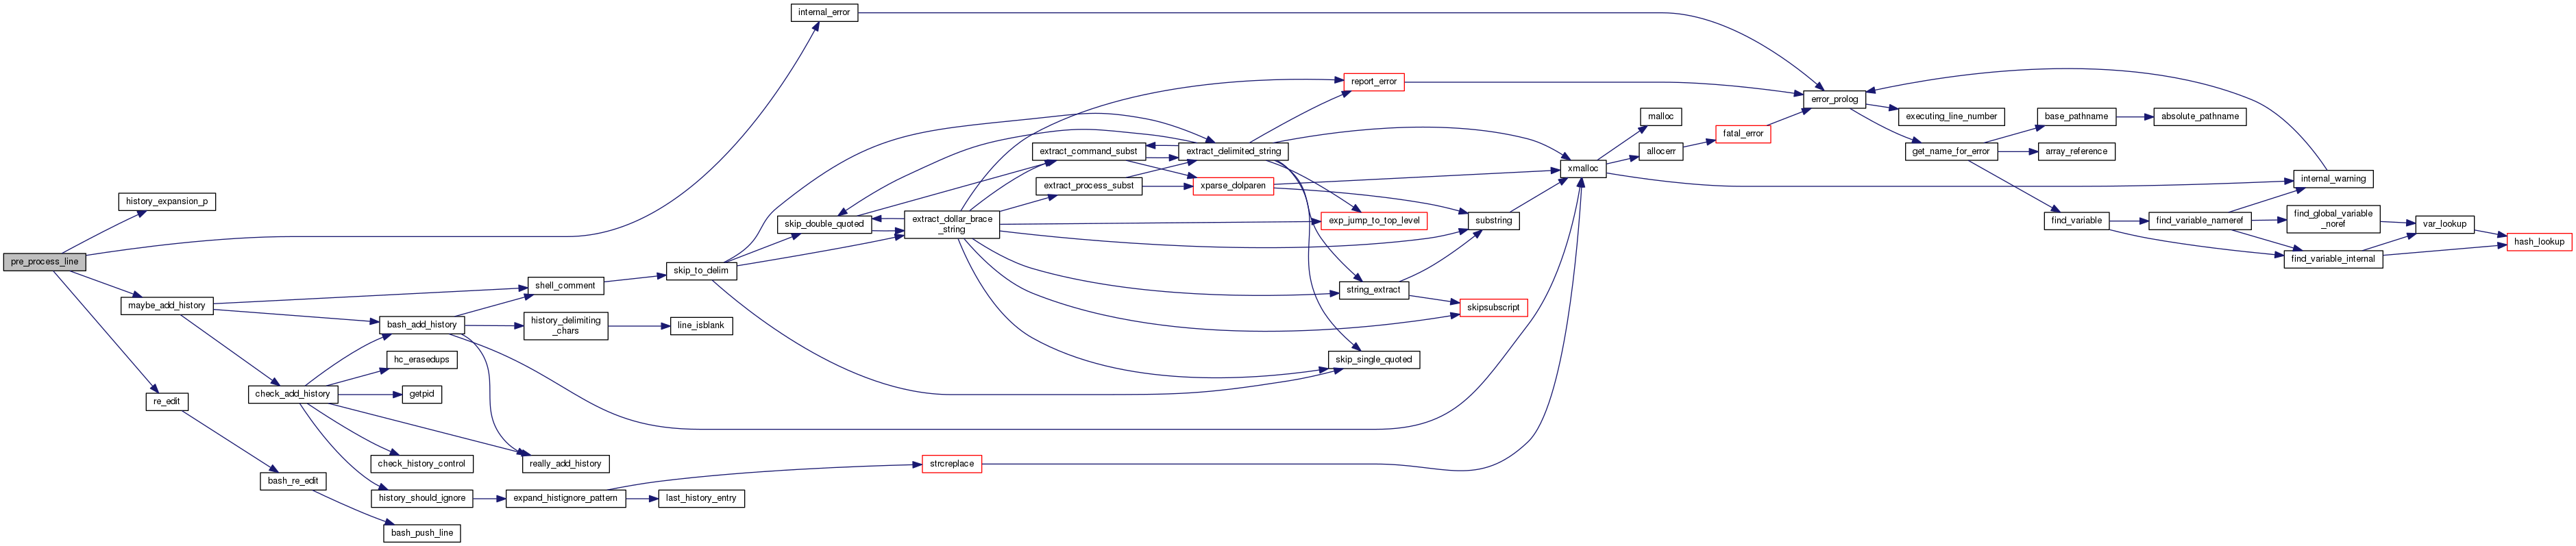 internal_error
report_error
error_prolog
malloc
executing_line_number
base_pathname
absolute_pathname
fatal_error
extract_command_subst
extract_delimited_string
allocerr
get_name_for_error
array_reference
xmalloc
internal_warning
extract_process_subst
xparse_dolparen
history_expansion_p
skip_double_quoted
extract_dollar_brace
_string
exp_jump_to_top_level
substring
find_variable
find_variable_nameref
find_global_variable
_noref
var_lookup
hash_lookup
pre_process_line
find_variable_internal
skip_to_delim
shell_comment
string_extract
maybe_add_history
skipsubscript
bash_add_history
history_delimiting
_chars
line_isblank
hc_erasedups
skip_single_quoted
check_add_history
getpid
re_edit
check_history_control
really_add_history
strcreplace
bash_re_edit
history_should_ignore
expand_histignore_pattern
last_history_entry
bash_push_line